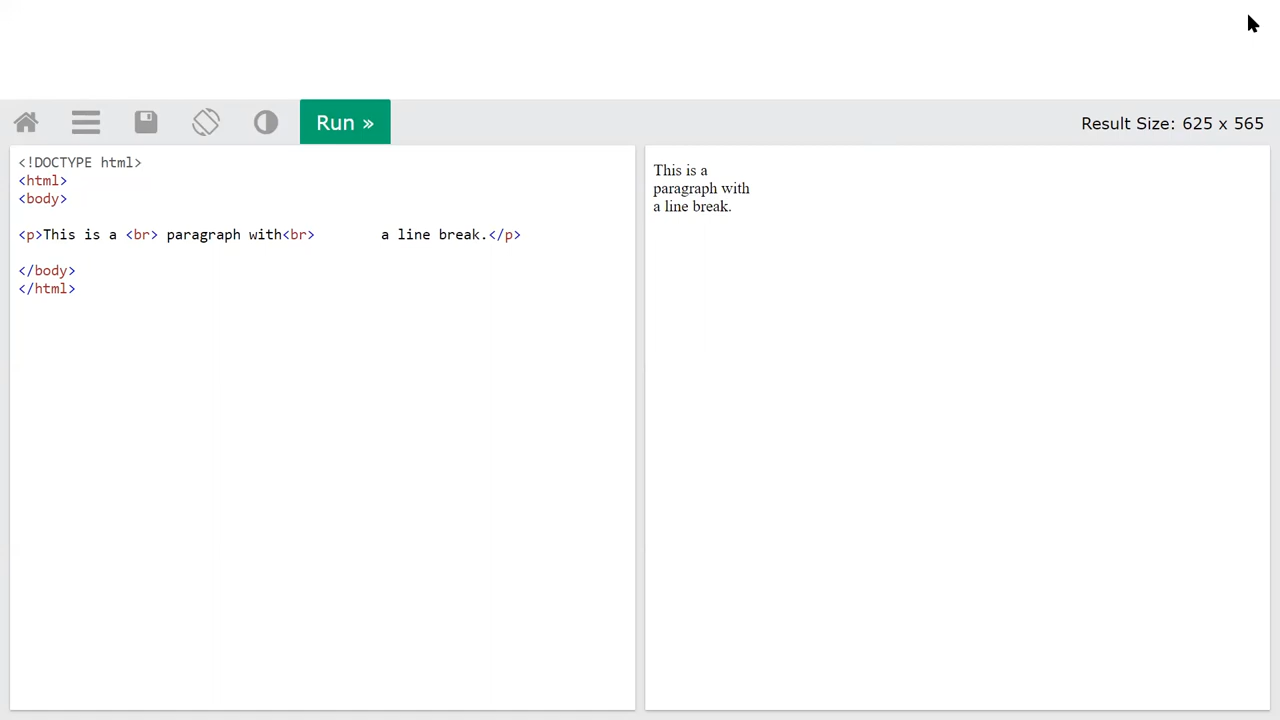 Run »
Result Size: 625 x 565
<!DOCTYPE html>
<html>
<body>
<p>This is a <br> paragraph with<br>        a line break.</p>
</body>
</html>
This is a
paragraph with
a line break.